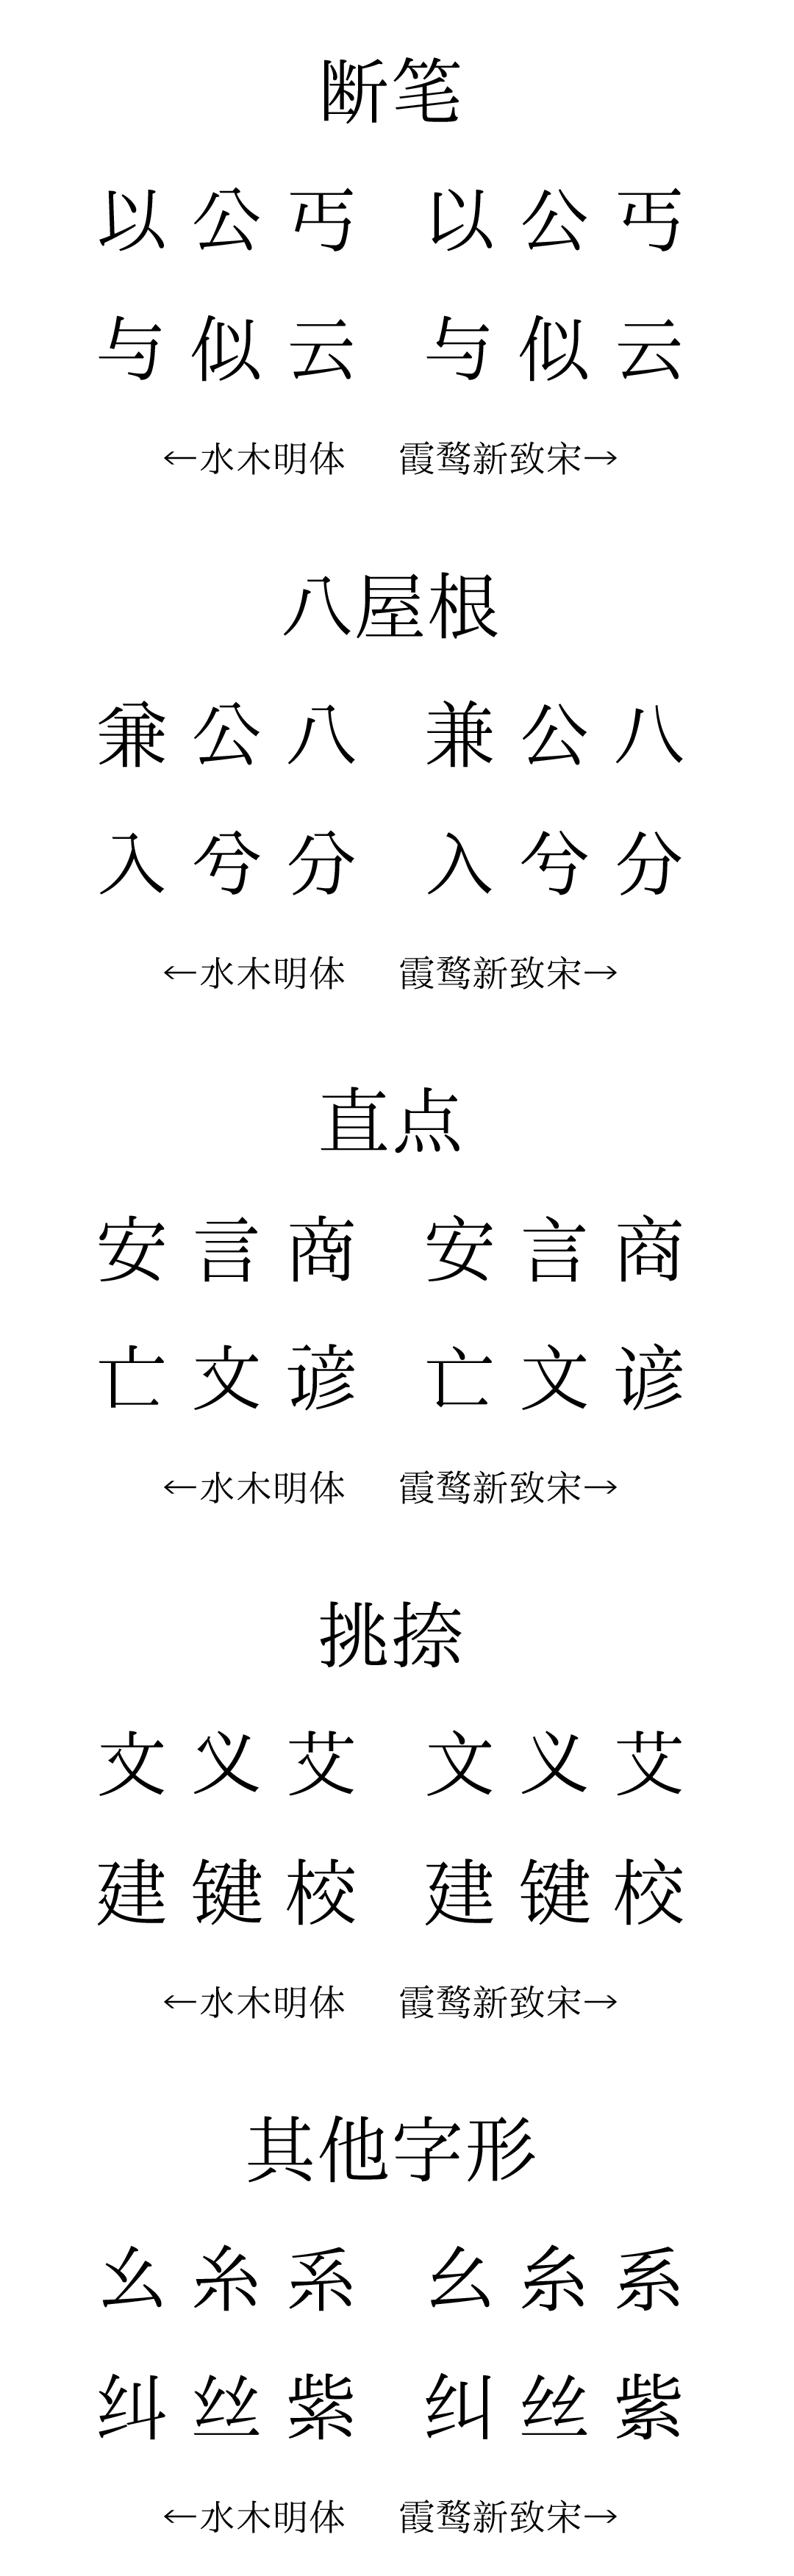 断笔
以 公 丐 以 公 丐
与 似 云 与 似 云
←水木明体 霞鹜新致宋→
八屋根
兼 公 八 兼 公 八
入 兮 分 入 兮 分
←水木明体 霞鹜新致宋→
直点
安 言 商 安 言 商
亡 文 谚 亡 文 谚
←水木明体 霞鹜新致宋→
挑捺
文 义 艾 文 义 艾
建 键 校 建 键 校
←水木明体 霞鹜新致宋→
其他字形
幺 糸 系 幺 糸 系
纠 丝 紫 纠 丝 紫
←水木明体 霞鹜新致宋→